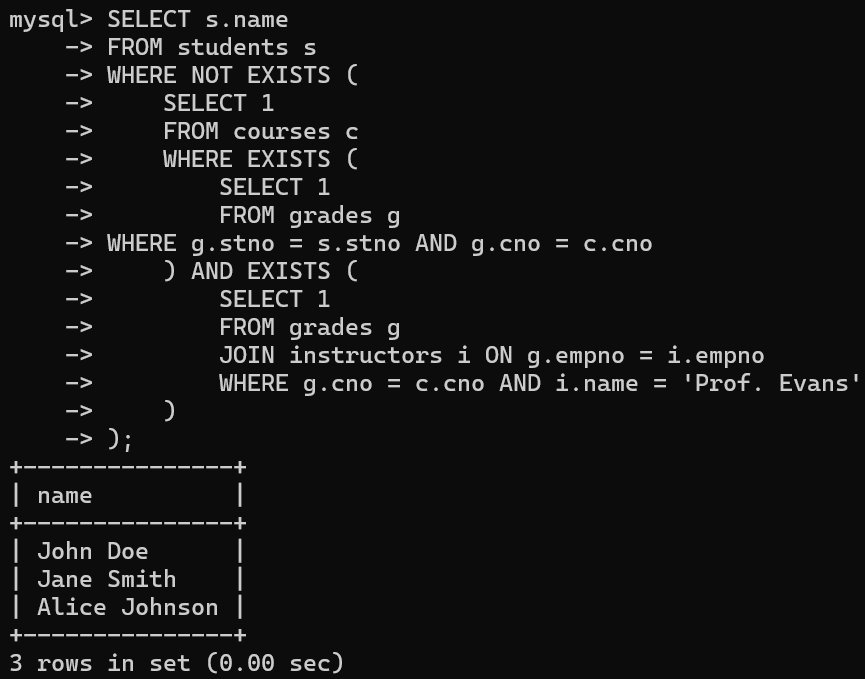 mysql> SELECT s.name
    -> FROM students s
    -> WHERE NOT EXISTS (
    ->     SELECT 1
    ->     FROM courses c
    ->     WHERE EXISTS (
    ->         SELECT 1
    ->         FROM grades g
    -> WHERE g.stno = s.stno AND g.cno = c.cno
    ->     ) AND EXISTS (
    ->         SELECT 1
    ->         FROM grades g
    ->         JOIN instructors i ON g.empno = i.empno
    ->         WHERE g.cno = c.cno AND i.name = 'Prof. Evans'
    ->     )
    -> );
+---------------+
| name          |
+---------------+
| John Doe      |
| Jane Smith    |
| Alice Johnson |
+---------------+
3 rows in set (0.00 sec)